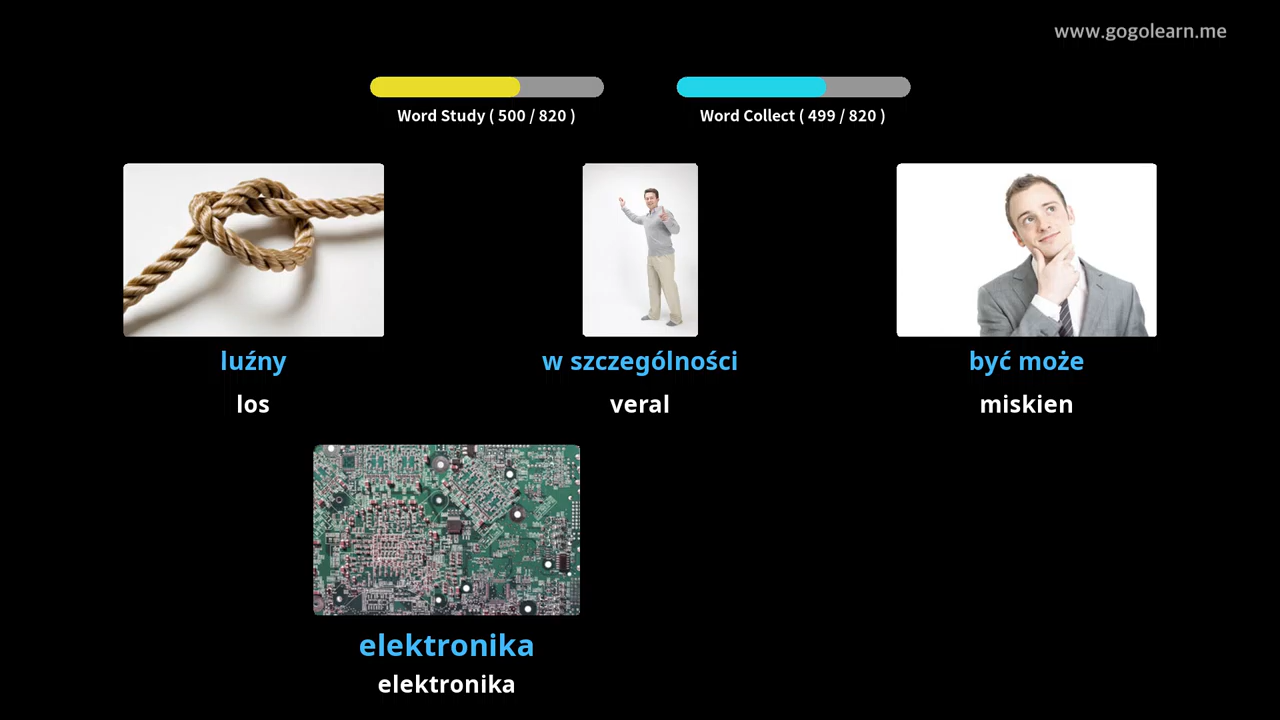 www.gogolearn.me
Word Study ( 500 / 820 )
Word Collect ( 499 / 820 )
luźny
los
w szczególności
veral
być może
miskien
elektronika
elektronika